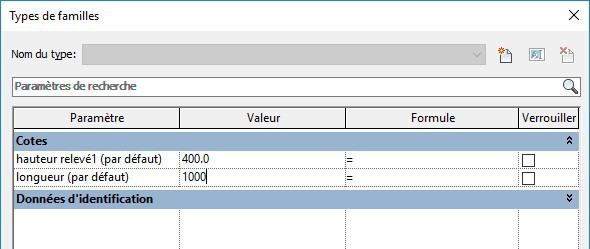 Types de familles
Nom du type:
Paramètres de recherche
Paramètre Valeur Formule Verrouiller
Cotes
hauteur relevé1 (par défaut) 400.0 =
longueur (par défaut) 1000 =
Données d'identification